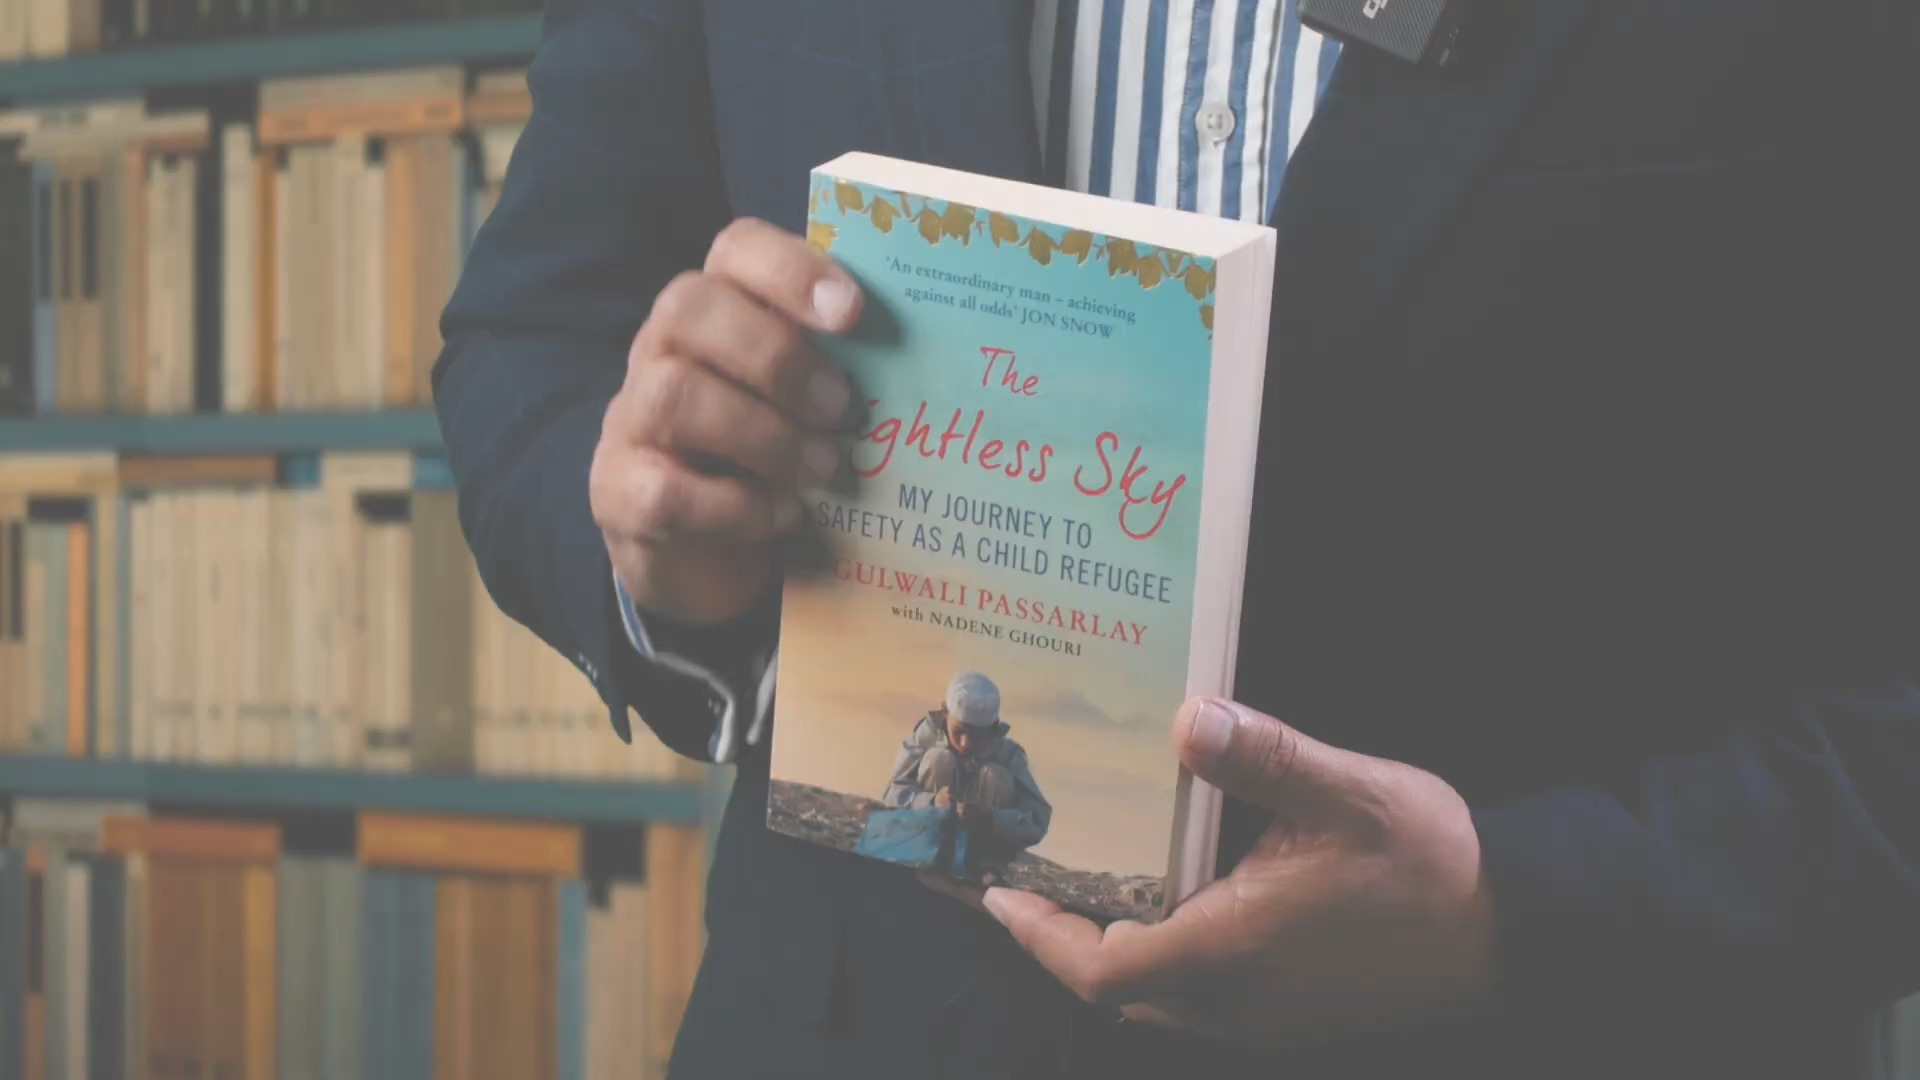 'An extraordinary man – achieving
against all odds' JON SNOW
The
ightless Sky
MY JOURNEY TO
SAFETY AS A CHILD REFUGEE
GULWALI PASSARLAY
with NADENE GHOURI